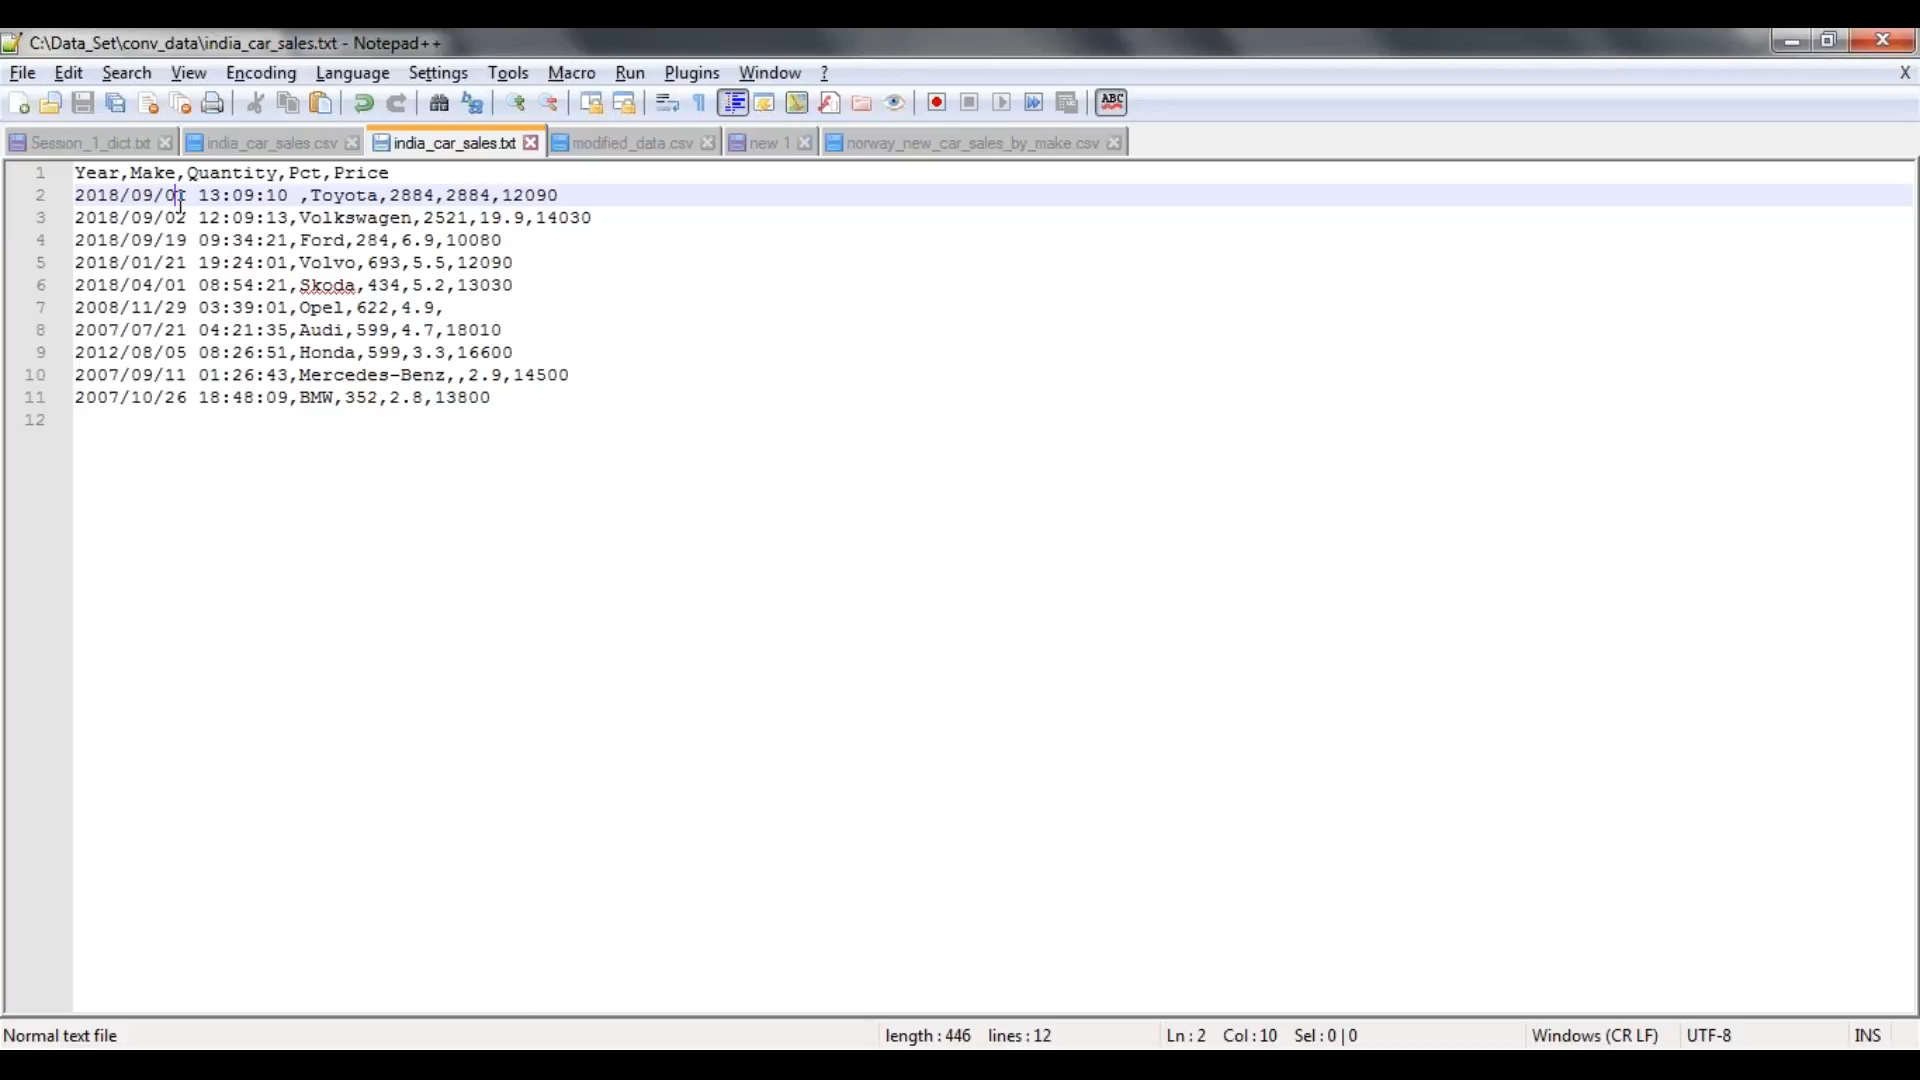 C:\Data_Set\conv_data\india_car_sales.txt - Notepad++
File Edit Search View Encoding Language Settings Tools Macro Run Plugins Window ? X
ABC
Session_1_dict.txt india_car_sales.csv india_car_sales.txt modified_data.csv new 1 norway_new_car_sales_by_make.csv
1 Year,Make,Quantity,Pct,Price
2 2018/09/01 13:09:10 ,Toyota,2884,2884,12090
3 2018/09/02 12:09:13,Volkswagen,2521,19.9,14030
4 2018/09/19 09:34:21,Ford,284,6.9,10080
5 2018/01/21 19:24:01,Volvo,693,5.5,12090
6 2018/04/01 08:54:21,Skoda,434,5.2,13030
7 2008/11/29 03:39:01,Opel,622,4.9,
8 2007/07/21 04:21:35,Audi,599,4.7,18010
9 2012/08/05 08:26:51,Honda,599,3.3,16600
10 2007/09/11 01:26:43,Mercedes-Benz,,2.9,14500
11 2007/10/26 18:48:09,BMW,352,2.8,13800
12
Normal text file length : 446 lines : 12 Ln : 2 Col : 10 Sel : 0 | 0 Windows (CR LF) UTF-8 INS